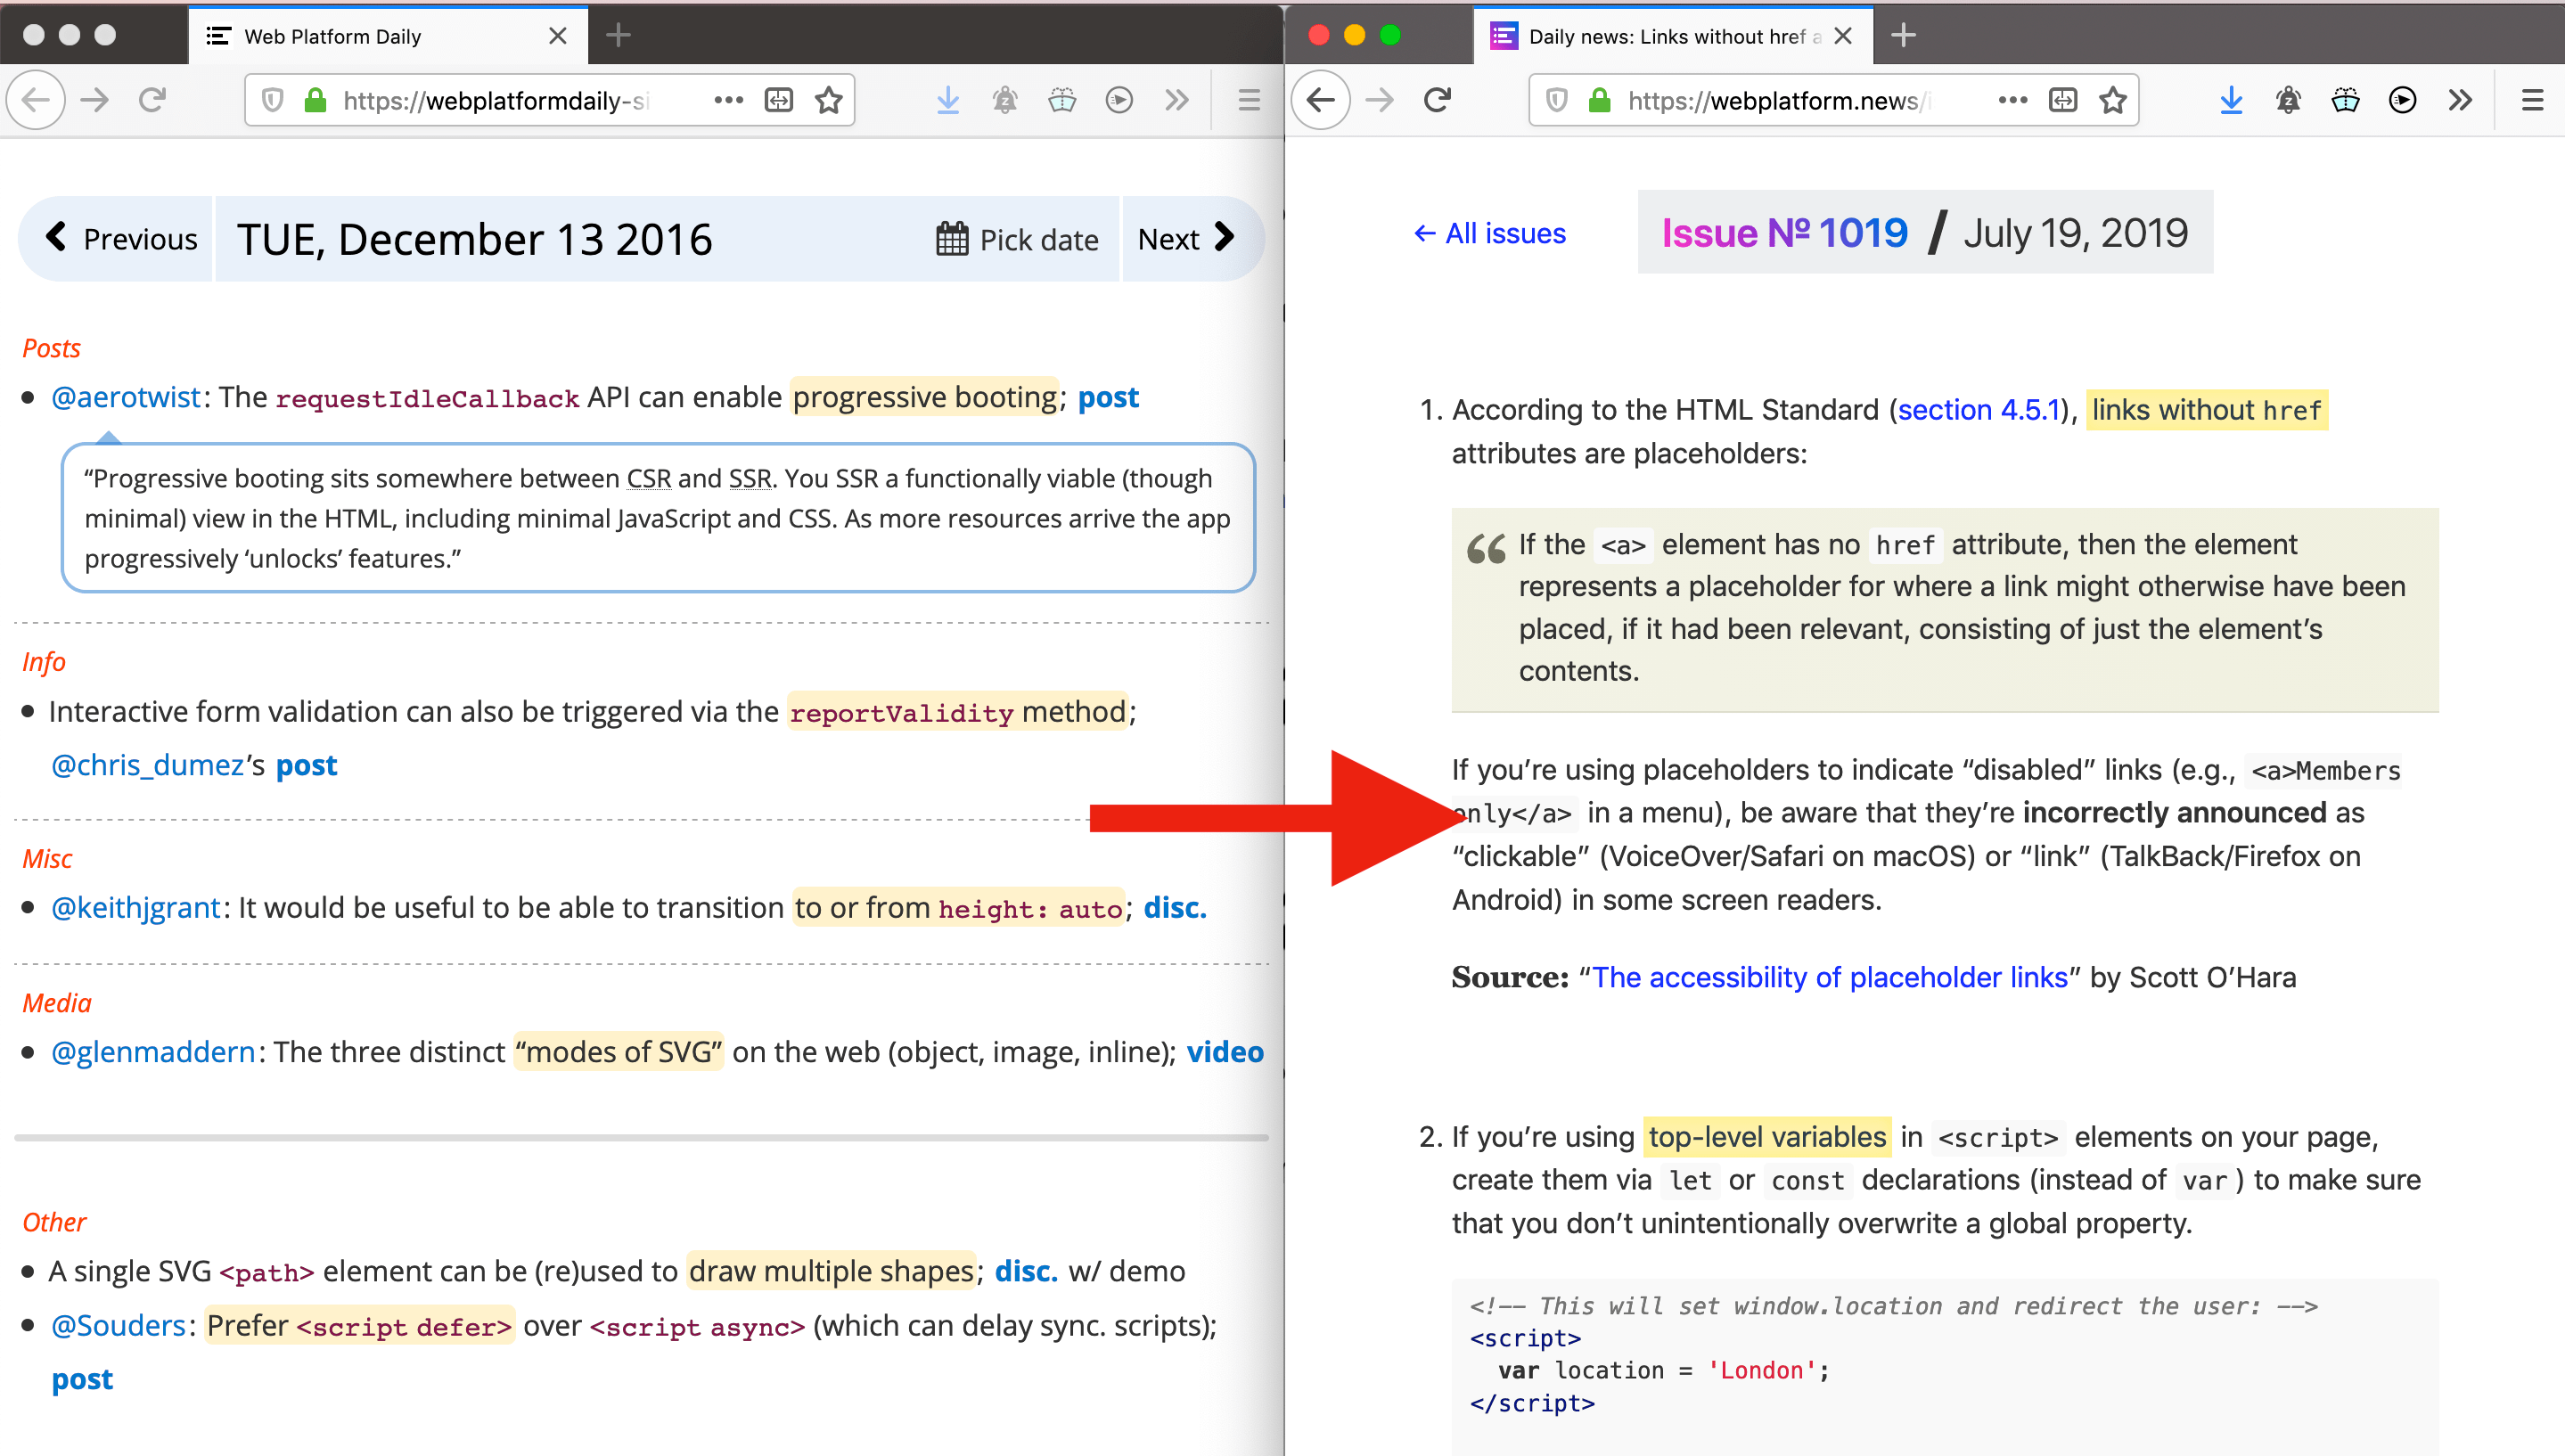 Web Platform Daily
https://webplatformdaily-si
Previous
TUE, December 13 2016
Pick date
Next
Posts
@aerotwist: The requestIdleCallback API can enable progressive booting; post
“Progressive booting sits somewhere between CSR and SSR. You SSR a functionally viable (though
minimal) view in the HTML, including minimal JavaScript and CSS. As more resources arrive the app
progressively ‘unlocks’ features.”
Info
Interactive form validation can also be triggered via the reportValidity method;
@chris_dumez’s post
Misc
@keithjgrant: It would be useful to be able to transition to or from height: auto; disc.
Media
@glenmaddern: The three distinct “modes of SVG” on the web (object, image, inline); video
Other
A single SVG <path> element can be (re)used to draw multiple shapes; disc. w/ demo
@Souders: Prefer <script defer> over <script async> (which can delay sync. scripts);
post
Daily news: Links without href a
https://webplatform.news/i
← All issues
Issue № 1019 / July 19, 2019
1. According to the HTML Standard (section 4.5.1), links without href
attributes are placeholders:
“ If the <a> element has no href attribute, then the element
represents a placeholder for where a link might otherwise have been
placed, if it had been relevant, consisting of just the element’s
contents.
If you’re using placeholders to indicate “disabled” links (e.g., <a>Members
only</a> in a menu), be aware that they’re incorrectly announced as
“clickable” (VoiceOver/Safari on macOS) or “link” (TalkBack/Firefox on
Android) in some screen readers.
Source: “The accessibility of placeholder links” by Scott O’Hara
2. If you’re using top-level variables in <script> elements on your page,
create them via let or const declarations (instead of var) to make sure
that you don’t unintentionally overwrite a global property.
<!-- This will set window.location and redirect the user: -->
<script>
var location = 'London';
</script>